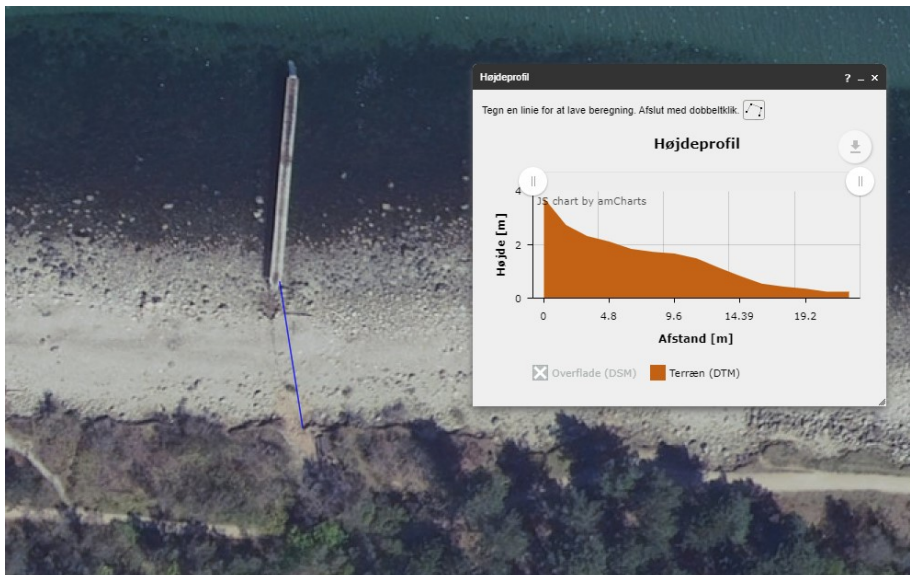 Højdeprofil
? – ×
Tegn en linie for at lave beregning. Afslut med dobbeltklik.
Højdeprofil
JS chart by amCharts
Højde [m]
4
2
0
0 4.8 9.6 14.39 19.2
Afstand [m]
Overflade (DSM) Terræn (DTM)